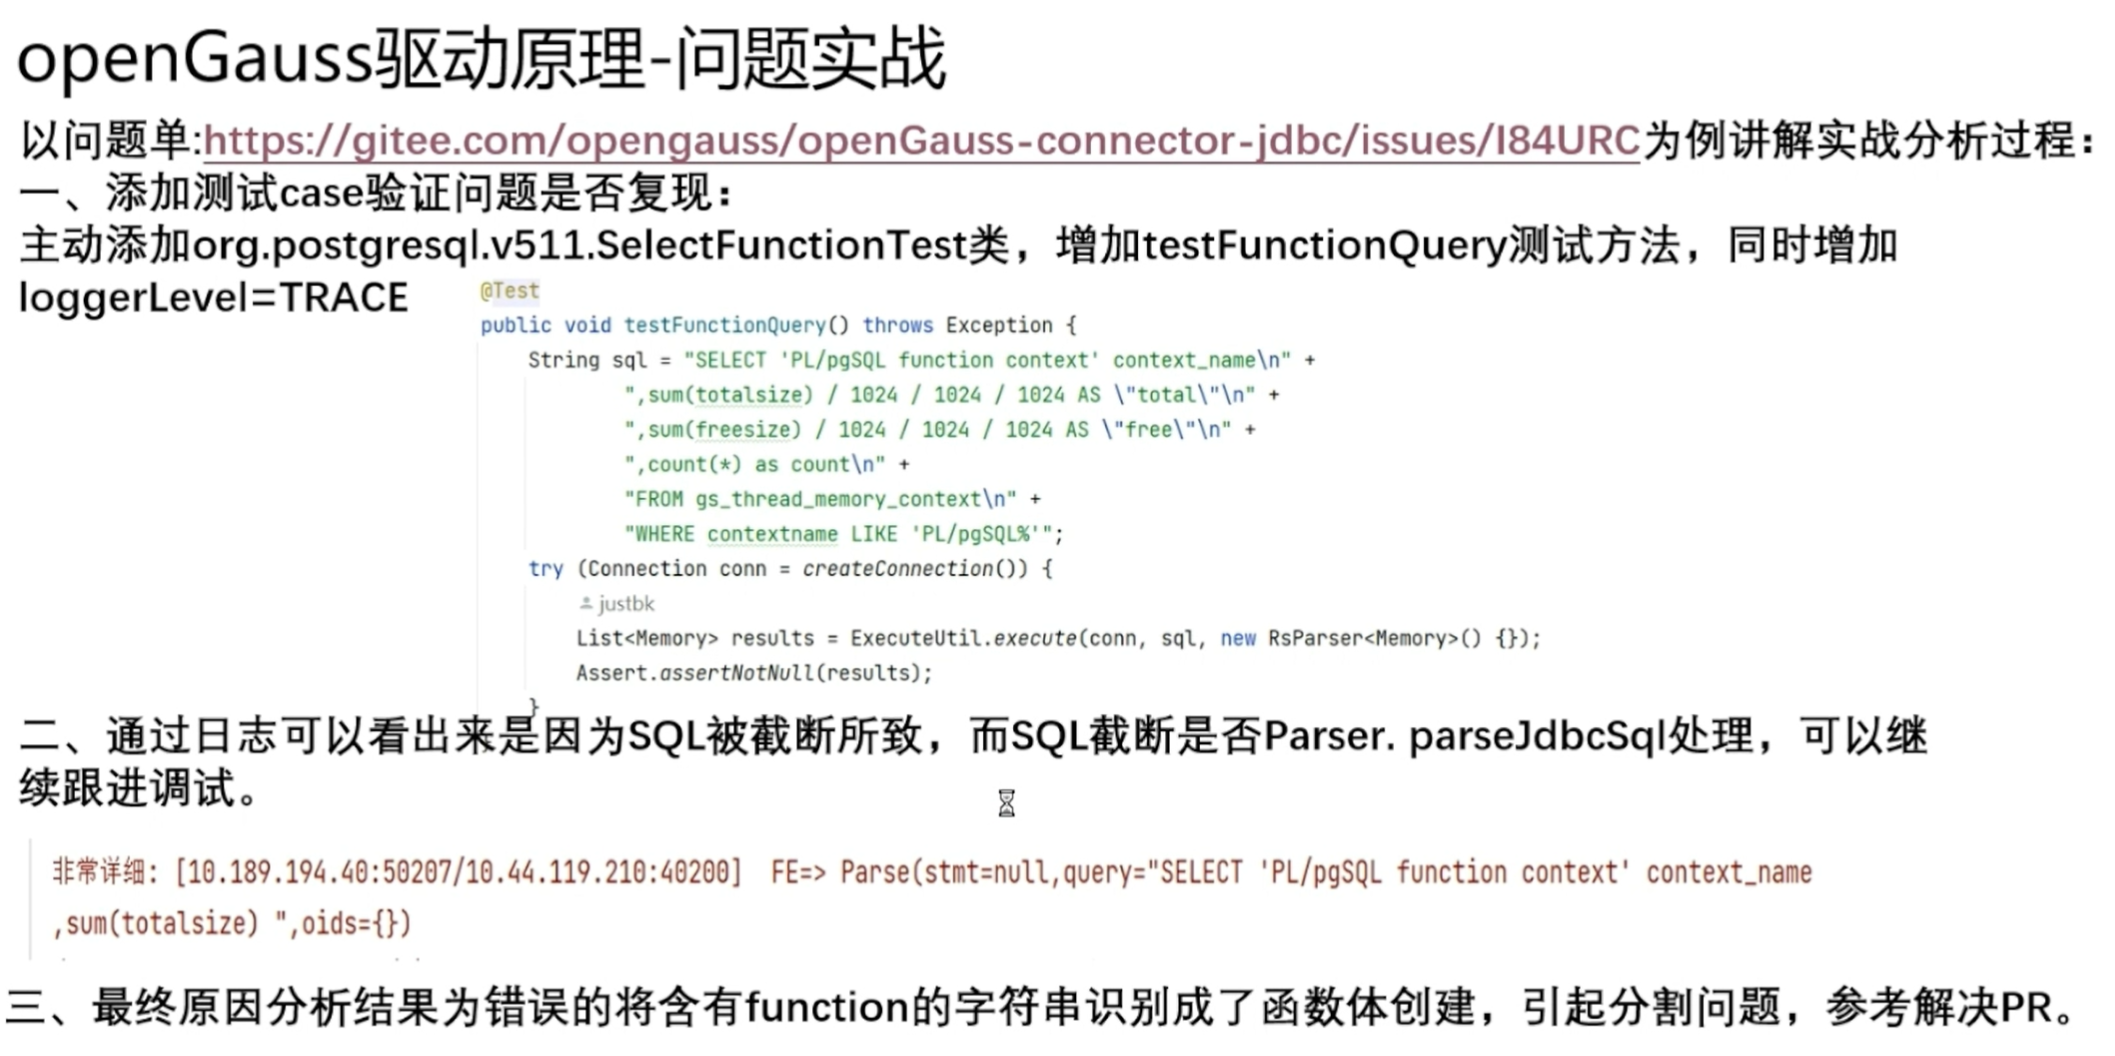 openGauss驱动原理-问题实战
以问题单:https://gitee.com/opengauss/openGauss-connector-jdbc/issues/I84URC为例讲解实战分析过程：
一、添加测试case验证问题是否复现：
主动添加org.postgresql.v511.SelectFunctionTest类，增加testFunctionQuery测试方法，同时增加
loggerLevel=TRACE
@Test
public void testFunctionQuery() throws Exception {
String sql = "SELECT 'PL/pgSQL function context' context_name\n" +
",sum(totalsize) / 1024 / 1024 / 1024 AS \"total\"\n" +
",sum(freesize) / 1024 / 1024 / 1024 AS \"free\"\n" +
",count(*) as count\n" +
"FROM gs_thread_memory_context\n" +
"WHERE contextname LIKE 'PL/pgSQL%'";
try (Connection conn = createConnection()) {
justbk
List<Memory> results = ExecuteUtil.execute(conn, sql, new RsParser<Memory>() {});
Assert.assertNotNull(results);
}
二、通过日志可以看出来是因为SQL被截断所致，而SQL截断是否Parser. parseJdbcSql处理，可以继
续跟进调试。
非常详细: [10.189.194.40:50207/10.44.119.210:40200] FE=> Parse(stmt=null,query="SELECT 'PL/pgSQL function context' context_name
,sum(totalsize) ",oids={})
三、最终原因分析结果为错误的将含有function的字符串识别成了函数体创建，引起分割问题，参考解决PR。